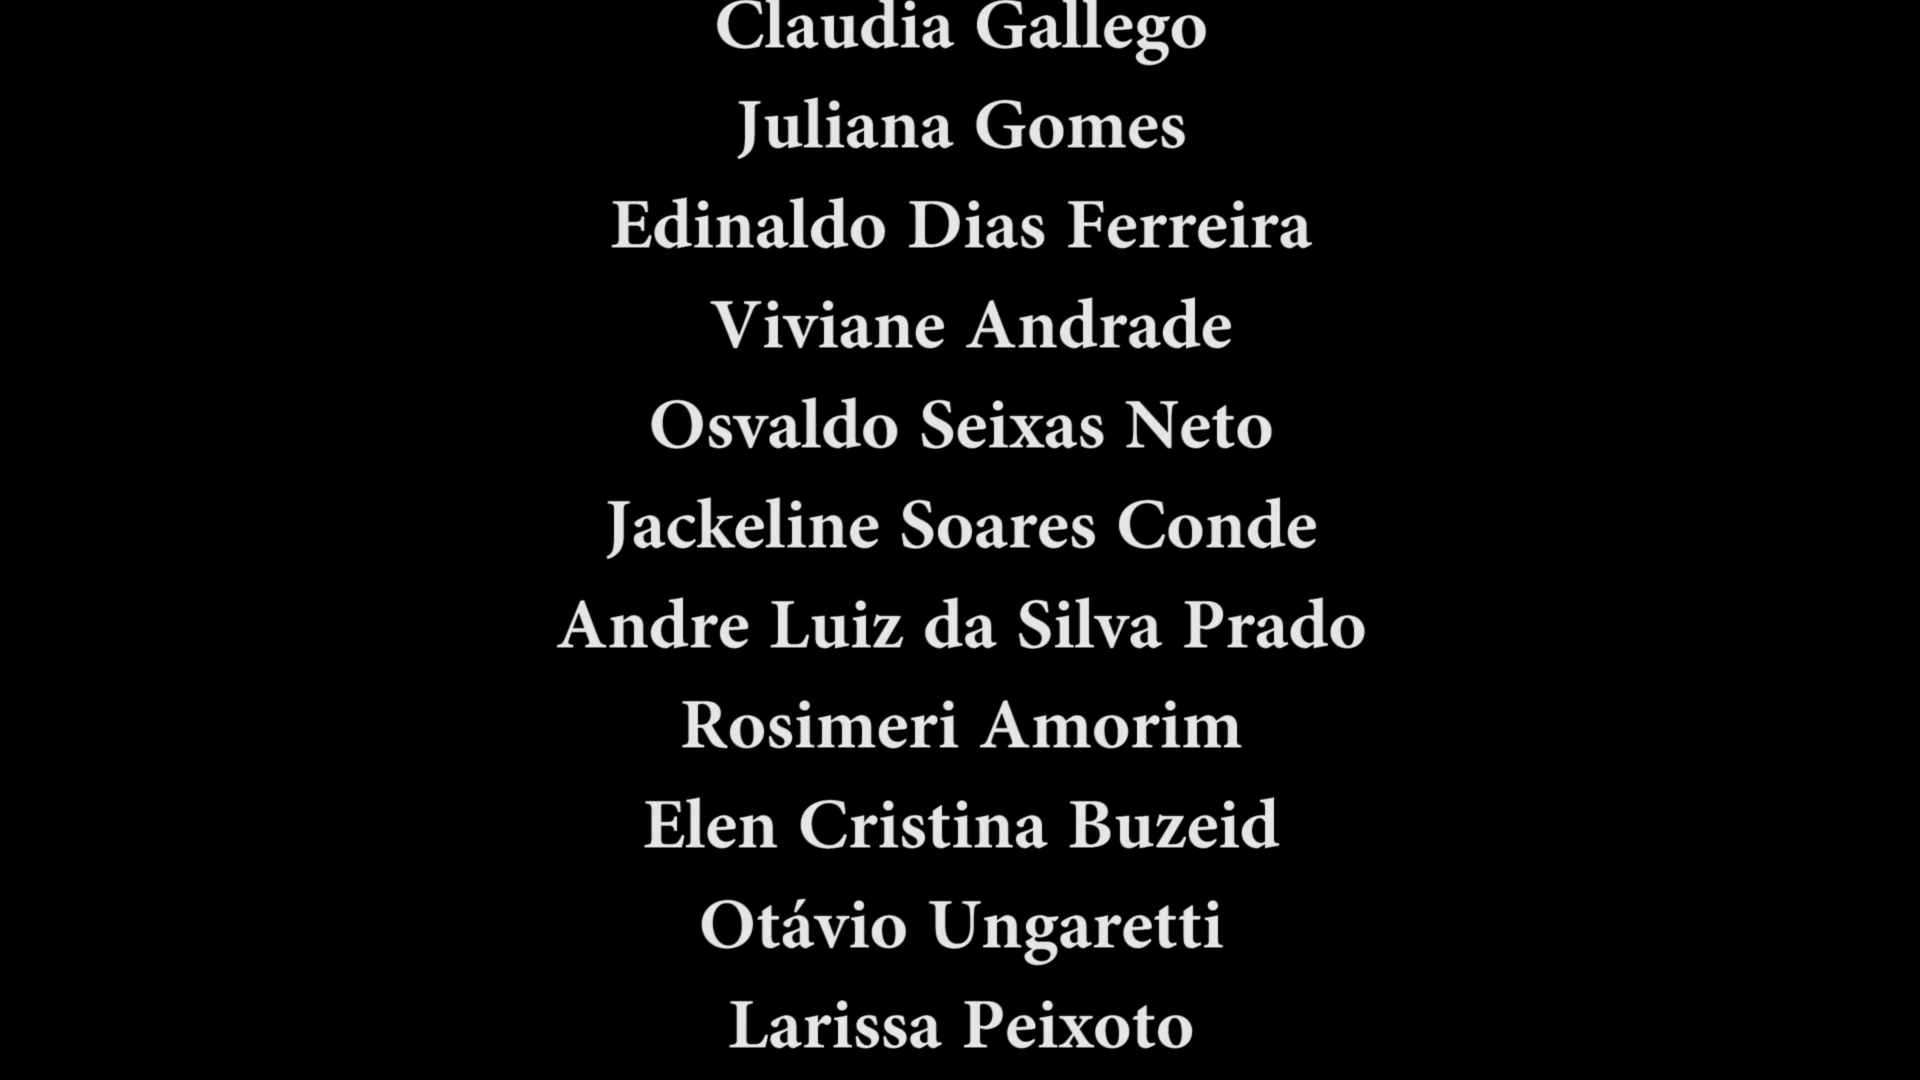 Claudia Gallego
Juliana Gomes
Edinaldo Dias Ferreira
Viviane Andrade
Osvaldo Seixas Neto
Jackeline Soares Conde
Andre Luiz da Silva Prado
Rosimeri Amorim
Elen Cristina Buzeid
Otávio Ungaretti
Larissa Peixoto